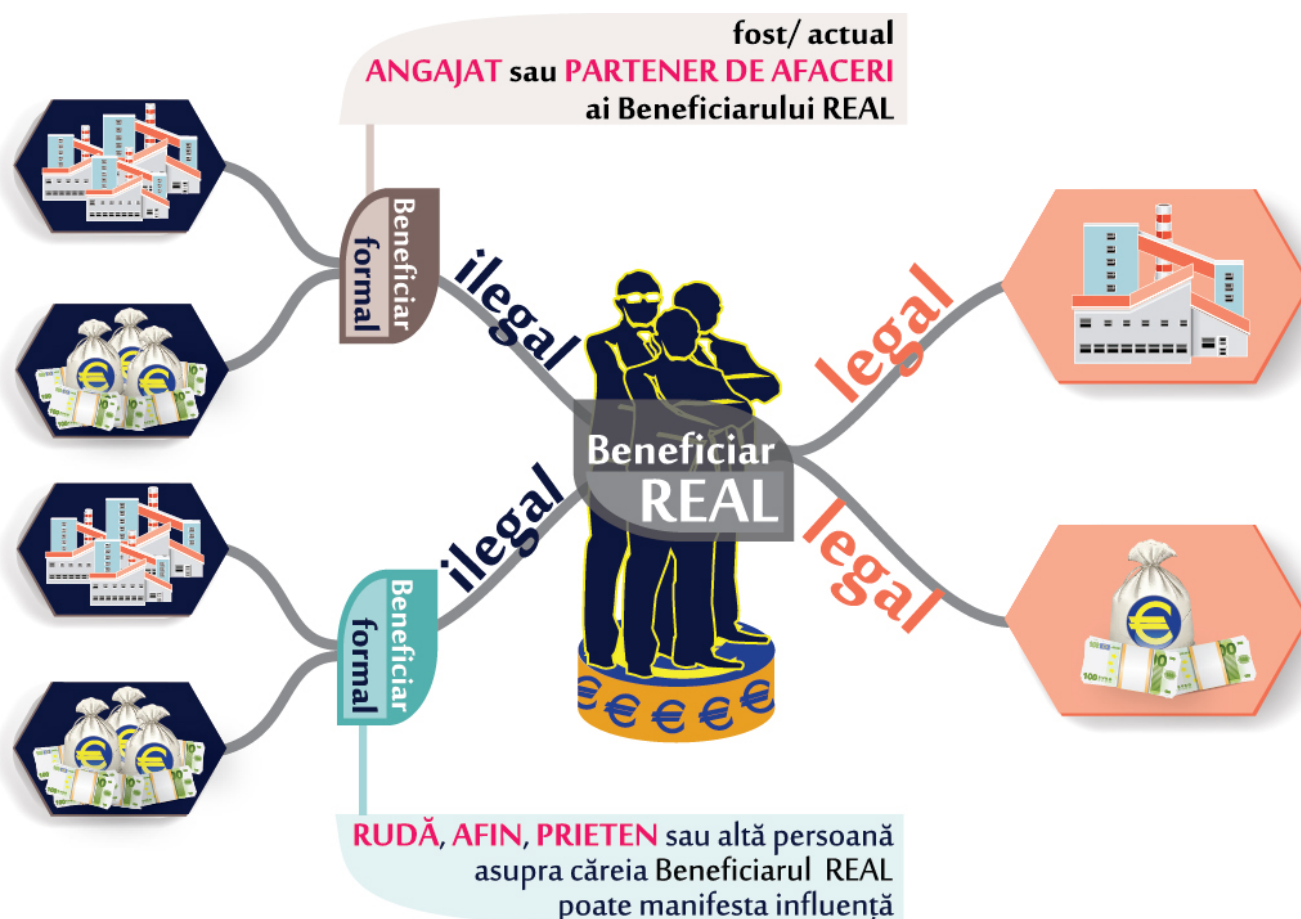 fost/ actual
ANGAJAT sau PARTENER DE AFACERI
ai Beneficiarului REAL
Beneficiar
formal
ilegal
legal
Beneficiar
REAL
ilegal
legal
Beneficiar
formal
RUDĂ, AFIN, PRIETEN sau altă persoană
asupra căreia Beneficiarul REAL
poate manifesta influență